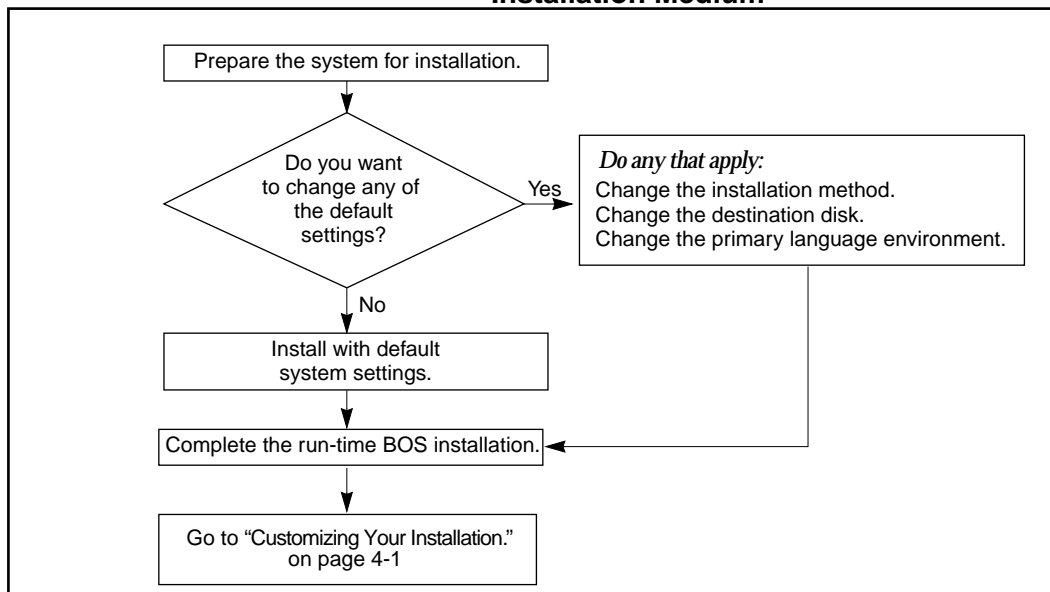 Installation Medium
Prepare the system for installation.
Do you want
to change any of
the default
settings?
Yes
Do any that apply:
Change the installation method.
Change the destination disk.
Change the primary language environment.
No
Install with default
system settings.
Complete the run-time BOS installation.
Go to “Customizing Your Installation.”
on page 4-1